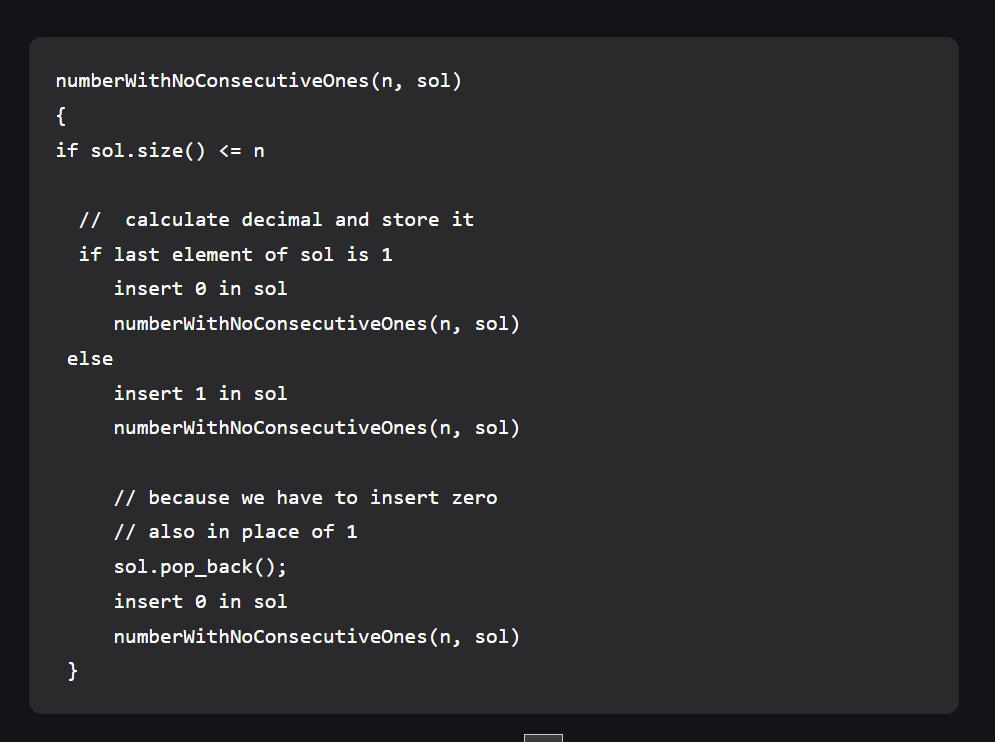 numberWithNoConsecutiveOnes(n, sol)
{
if sol.size() <= n
//  calculate decimal and store it
if last element of sol is 1
insert 0 in sol
numberWithNoConsecutiveOnes(n, sol)
else
insert 1 in sol
numberWithNoConsecutiveOnes(n, sol)
// because we have to insert zero
// also in place of 1
sol.pop_back();
insert 0 in sol
numberWithNoConsecutiveOnes(n, sol)
}